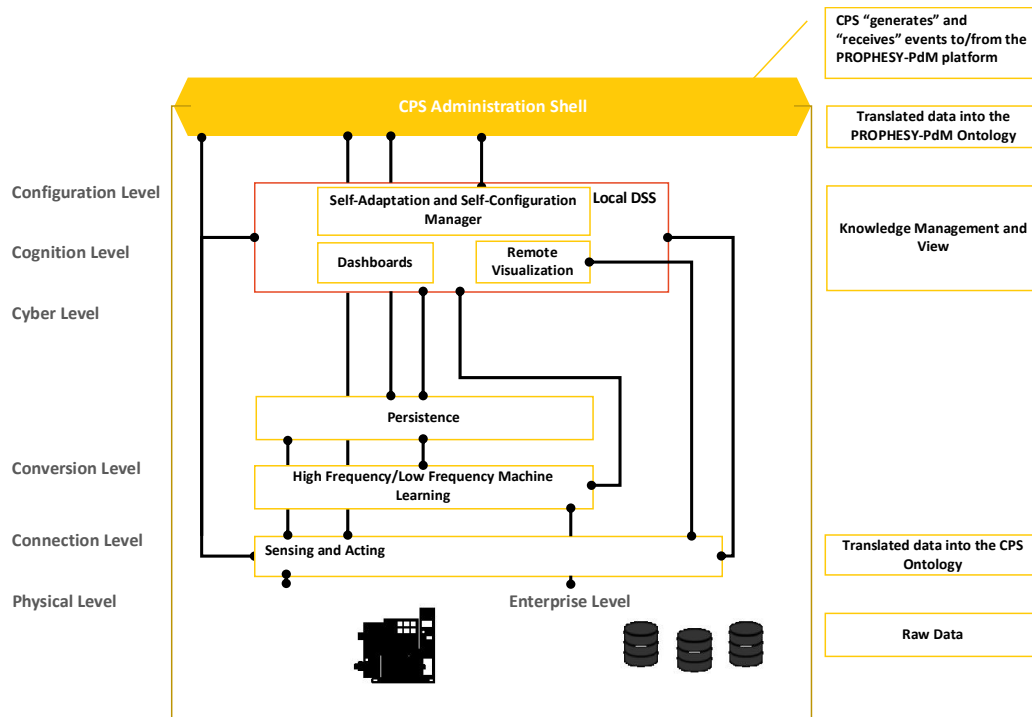 CPS “generates” and
“receives” events to/from the
PROPHESY-PdM platform
CPS Administration Shell
Translated data into the
PROPHESY-PdM Ontology
Configuration Level
Self-Adaptation and Self-Configuration
Manager
Local DSS
Knowledge Management and
View
Cognition Level
Dashboards
Remote
Visualization
Cyber Level
Persistence
Conversion Level
High Frequency/Low Frequency Machine
Learning
Connection Level
Sensing and Acting
Translated data into the CPS
Ontology
Physical Level
Enterprise Level
Raw Data